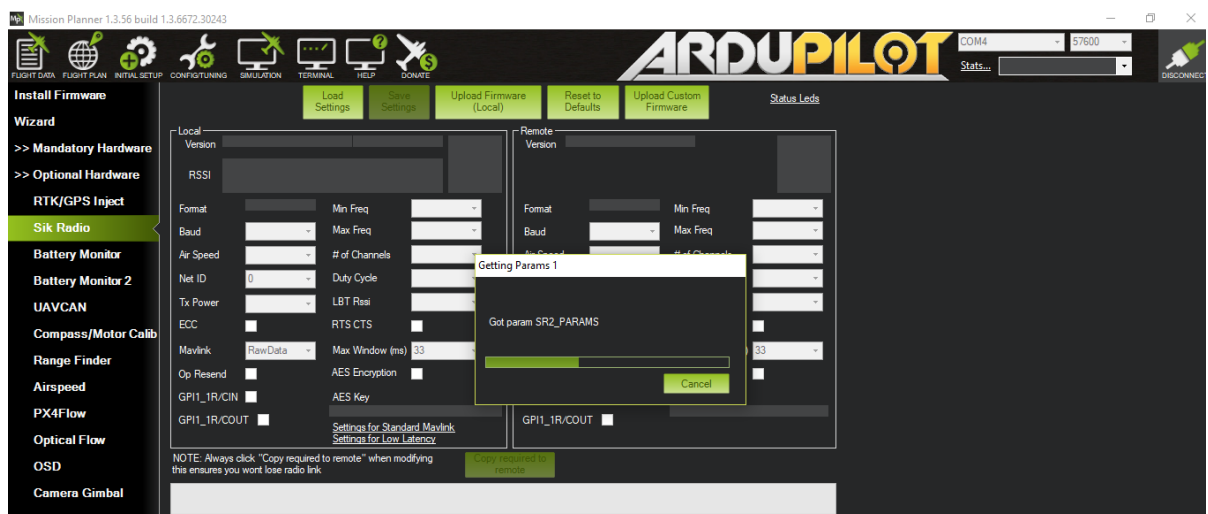 Mission Planner 1.3.56 build 1.3.6672.30243
FLIGHT DATA FLIGHT PLAN INITIAL SETUP CONFIG/TUNING SIMULATION TERMINAL HELP DONATE
ARDUPILOT
COM4 57600
Stats...
DISCONNECT
Install Firmware
Wizard
>> Mandatory Hardware
>> Optional Hardware
RTK/GPS Inject
Sik Radio
Battery Monitor
Battery Monitor 2
UAVCAN
Compass/Motor Calib
Range Finder
Airspeed
PX4Flow
Optical Flow
OSD
Camera Gimbal
Load Settings
Save Settings
Upload Firmware (Local)
Reset to Defaults
Upload Custom Firmware
Status Leds
Local
Version
RSSI
Format Min Freq
Baud Max Freq
Air Speed # of Channels
Net ID 0 Duty Cycle
Tx Power LBT Rssi
ECC RTS CTS
Mavlink RawData Max Window (ms) 33
Op Resend AES Encryption
GPI1_1R/CIN AES Key
GPI1_1R/COUT
Settings for Standard Mavlink
Settings for Low Latency
Remote
Version
Format Min Freq
Baud Max Freq
Air Speed # of Channels
33
GPI1_1R/COUT
Getting Params 1
Got param SR2_PARAMS
Cancel
NOTE: Always click "Copy required to remote" when modifying
this ensures you wont lose radio link
Copy required to
remote